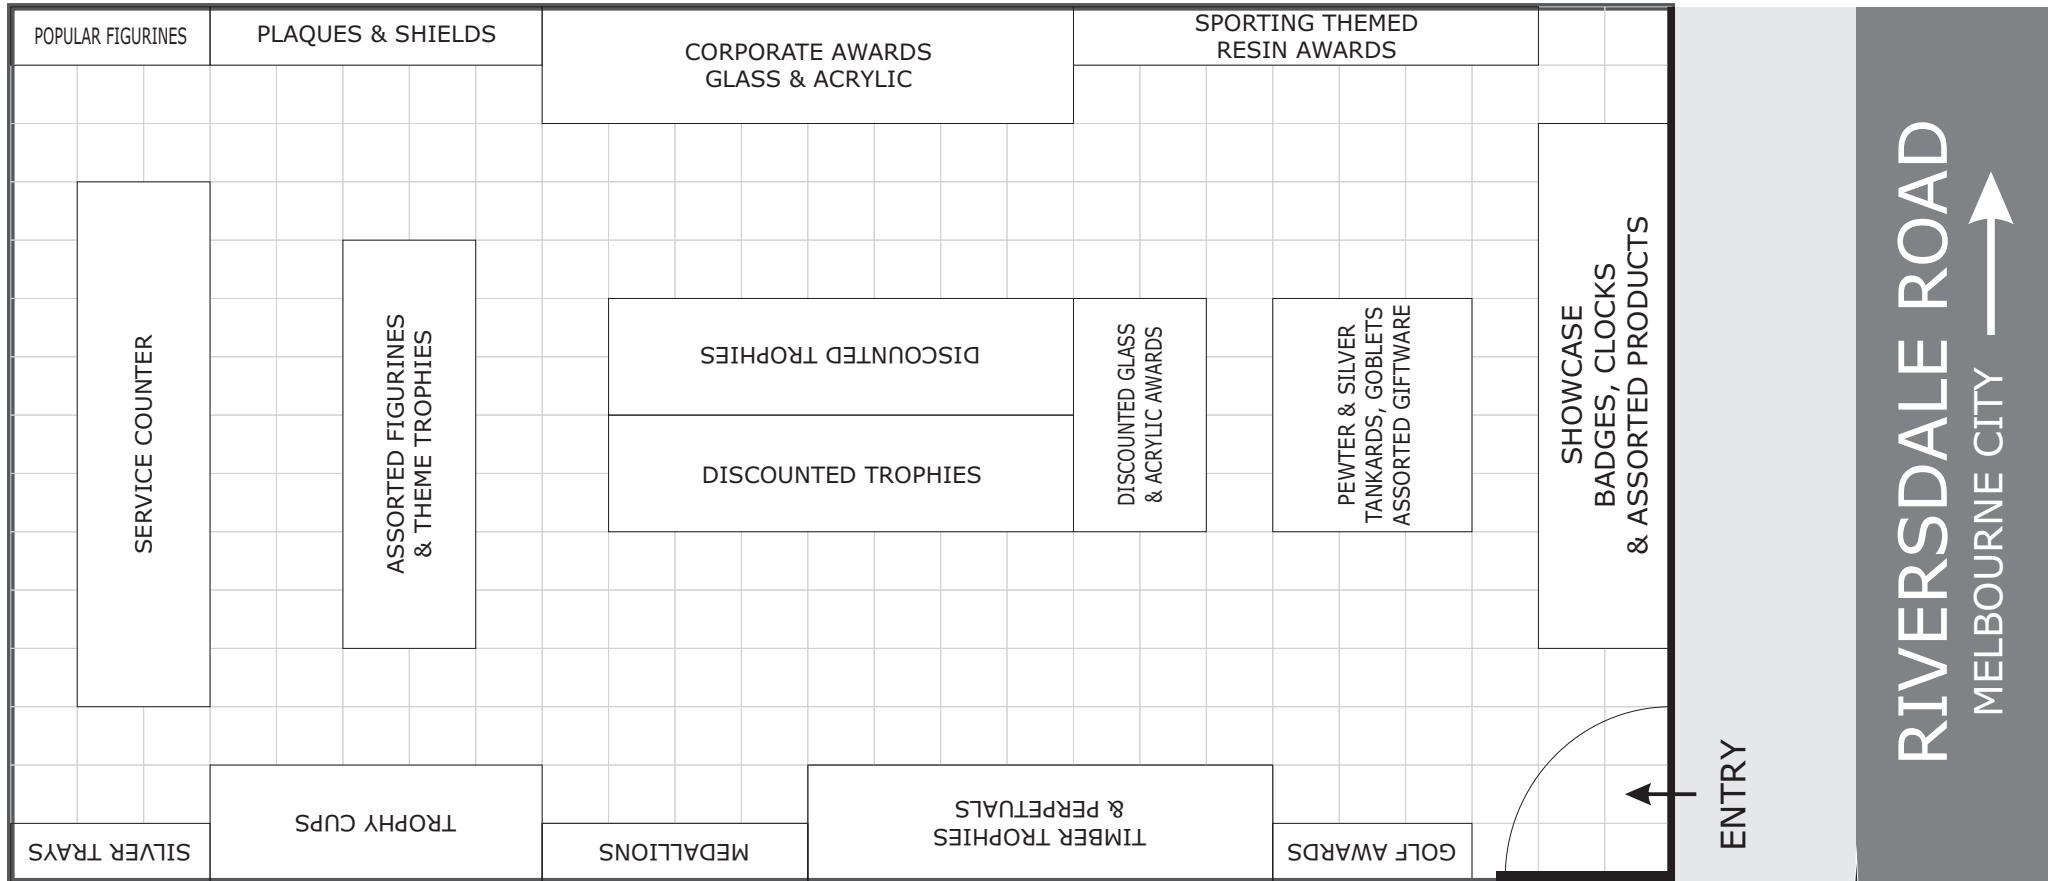 POPULAR FIGURINES
PLAQUES & SHIELDS
CORPORATE AWARDS
GLASS & ACRYLIC
SPORTING THEMED
RESIN AWARDS
SERVICE COUNTER
ASSORTED FIGURINES
& THEME TROPHIES
DISCOUNTED TROPHIES
DISCOUNTED TROPHIES
DISCOUNTED GLASS
& ACRYLIC AWARDS
PEWTER & SILVER
TANKARDS, GOBLETS
ASSORTED GIFTWARE
SHOWCASE
BADGES, CLOCKS
& ASSORTED PRODUCTS
SILVER TRAYS
TROPHY CUPS
MEDALLIONS
TIMBER TROPHIES
& PERPETUALS
GOLF AWARDS
ENTRY
RIVERSDALE ROAD
MELBOURNE CITY